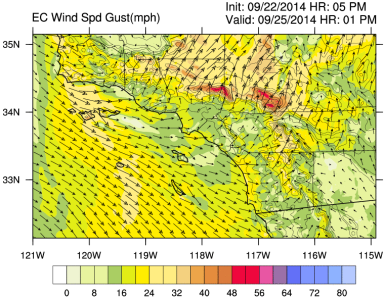 Init: 09/22/2014 HR: 05 PM
EC Wind Spd Gust(mph) Valid: 09/25/2014 HR: 01 PM
35N
34N
33N
121W 120W 119W 118W 117W 116W 115W
0 8 16 24 32 40 48 56 64 72 80